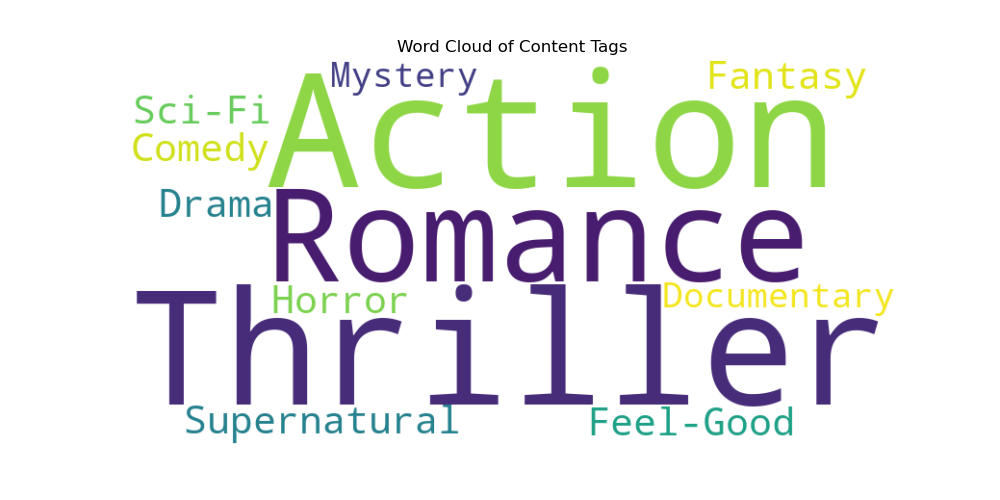 Word Cloud of Content Tags
Mystery
Fantasy
Sci-Fi
Action
Comedy
Drama
Romance
Horror
Documentary
Thriller
Supernatural
Feel-Good